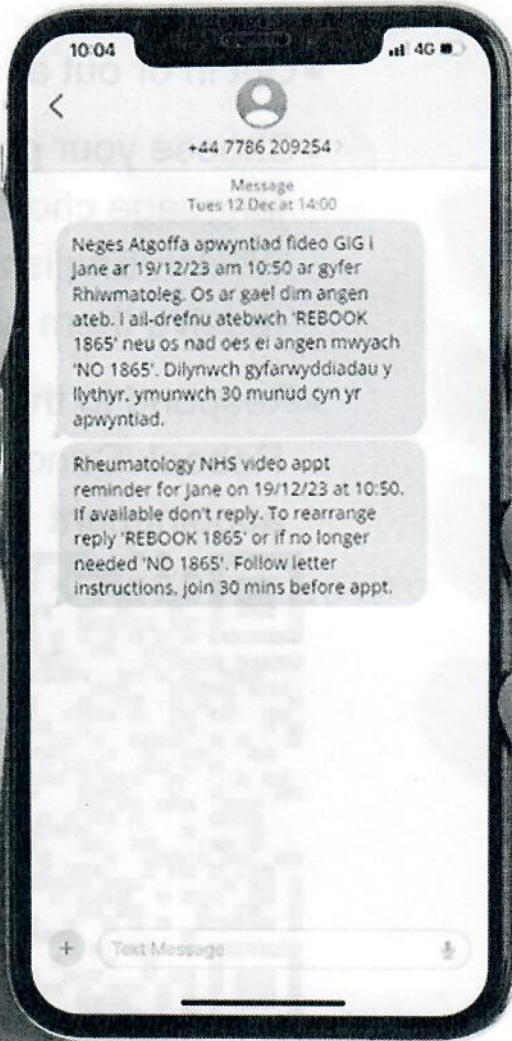 10:04
4G
+44 7786 209254
Message
Tues 12 Dec at 14:00
Neges Atgoffa apwyntiad fideo GIG i
Jane ar 19/12/23 am 10:50 ar gyfer
Rhiwmatoleg. Os ar gael dim angen
ateb. I ail-drefnu atebwch 'REBOOK
1865' neu os nad oes ei angen mwyach
'NO 1865'. Dilynwch gyfarwyddiadau y
llythyr, ymunwch 30 munud cyn yr
apwyntiad.
Rheumatology NHS video appt
reminder for Jane on 19/12/23 at 10:50.
If available don't reply. To rearrange
reply 'REBOOK 1865' or if no longer
needed 'NO 1865'. Follow letter
instructions, join 30 mins before appt.
+ Text Message